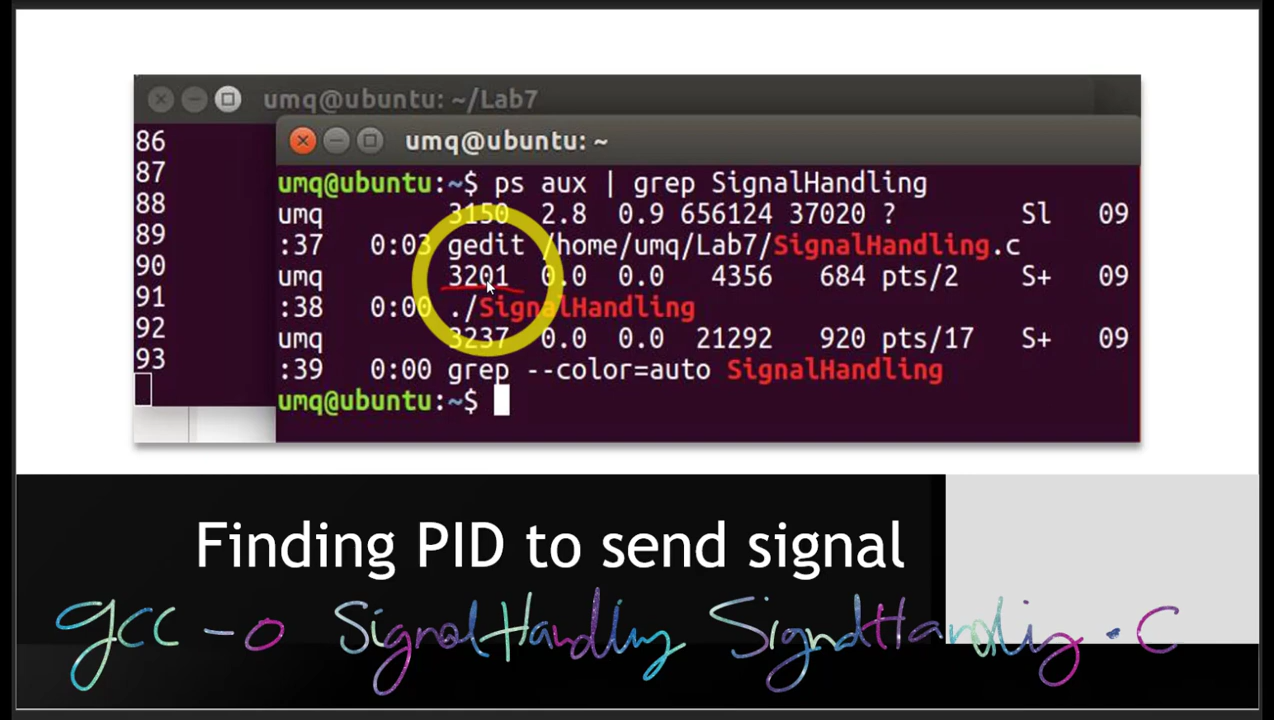 umq@ubuntu: ~/Lab7
86
87
88
89
90
91
92
93
umq@ubuntu: ~
umq@ubuntu:~$ ps aux | grep SignalHandling
umq 3150 2.8 0.9 656124 37020 ? Sl 09
:37 0:03 gedit /home/umq/Lab7/SignalHandling.c
umq 3201 0.0 0.0 4356 684 pts/2 S+ 09
:38 0:00 ./SignalHandling
umq 3237 0.0 0.0 21292 920 pts/17 S+ 09
:39 0:00 grep --color=auto SignalHandling
umq@ubuntu:~$
Finding PID to send signal
gcc -o SignalHandling SignalHandling.c